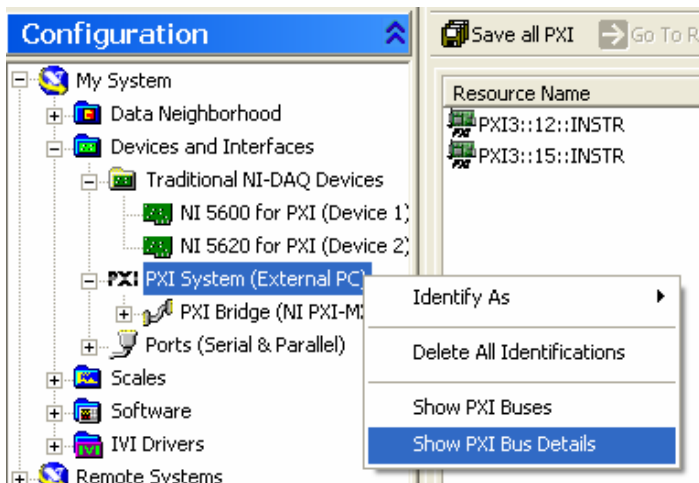 Configuration
Save all PXI
Go To R
My System
Data Neighborhood
Devices and Interfaces
Traditional NI-DAQ Devices
NI 5600 for PXI (Device 1)
NI 5620 for PXI (Device 2)
PXI PXI System (External PC)
PXI Bridge (NI PXI-MX
Ports (Serial & Parallel)
Scales
Software
IVI IVI Drivers
Remote Systems
Resource Name
PXI3::12::INSTR
PXI3::15::INSTR
Identify As
Delete All Identifications
Show PXI Buses
Show PXI Bus Details